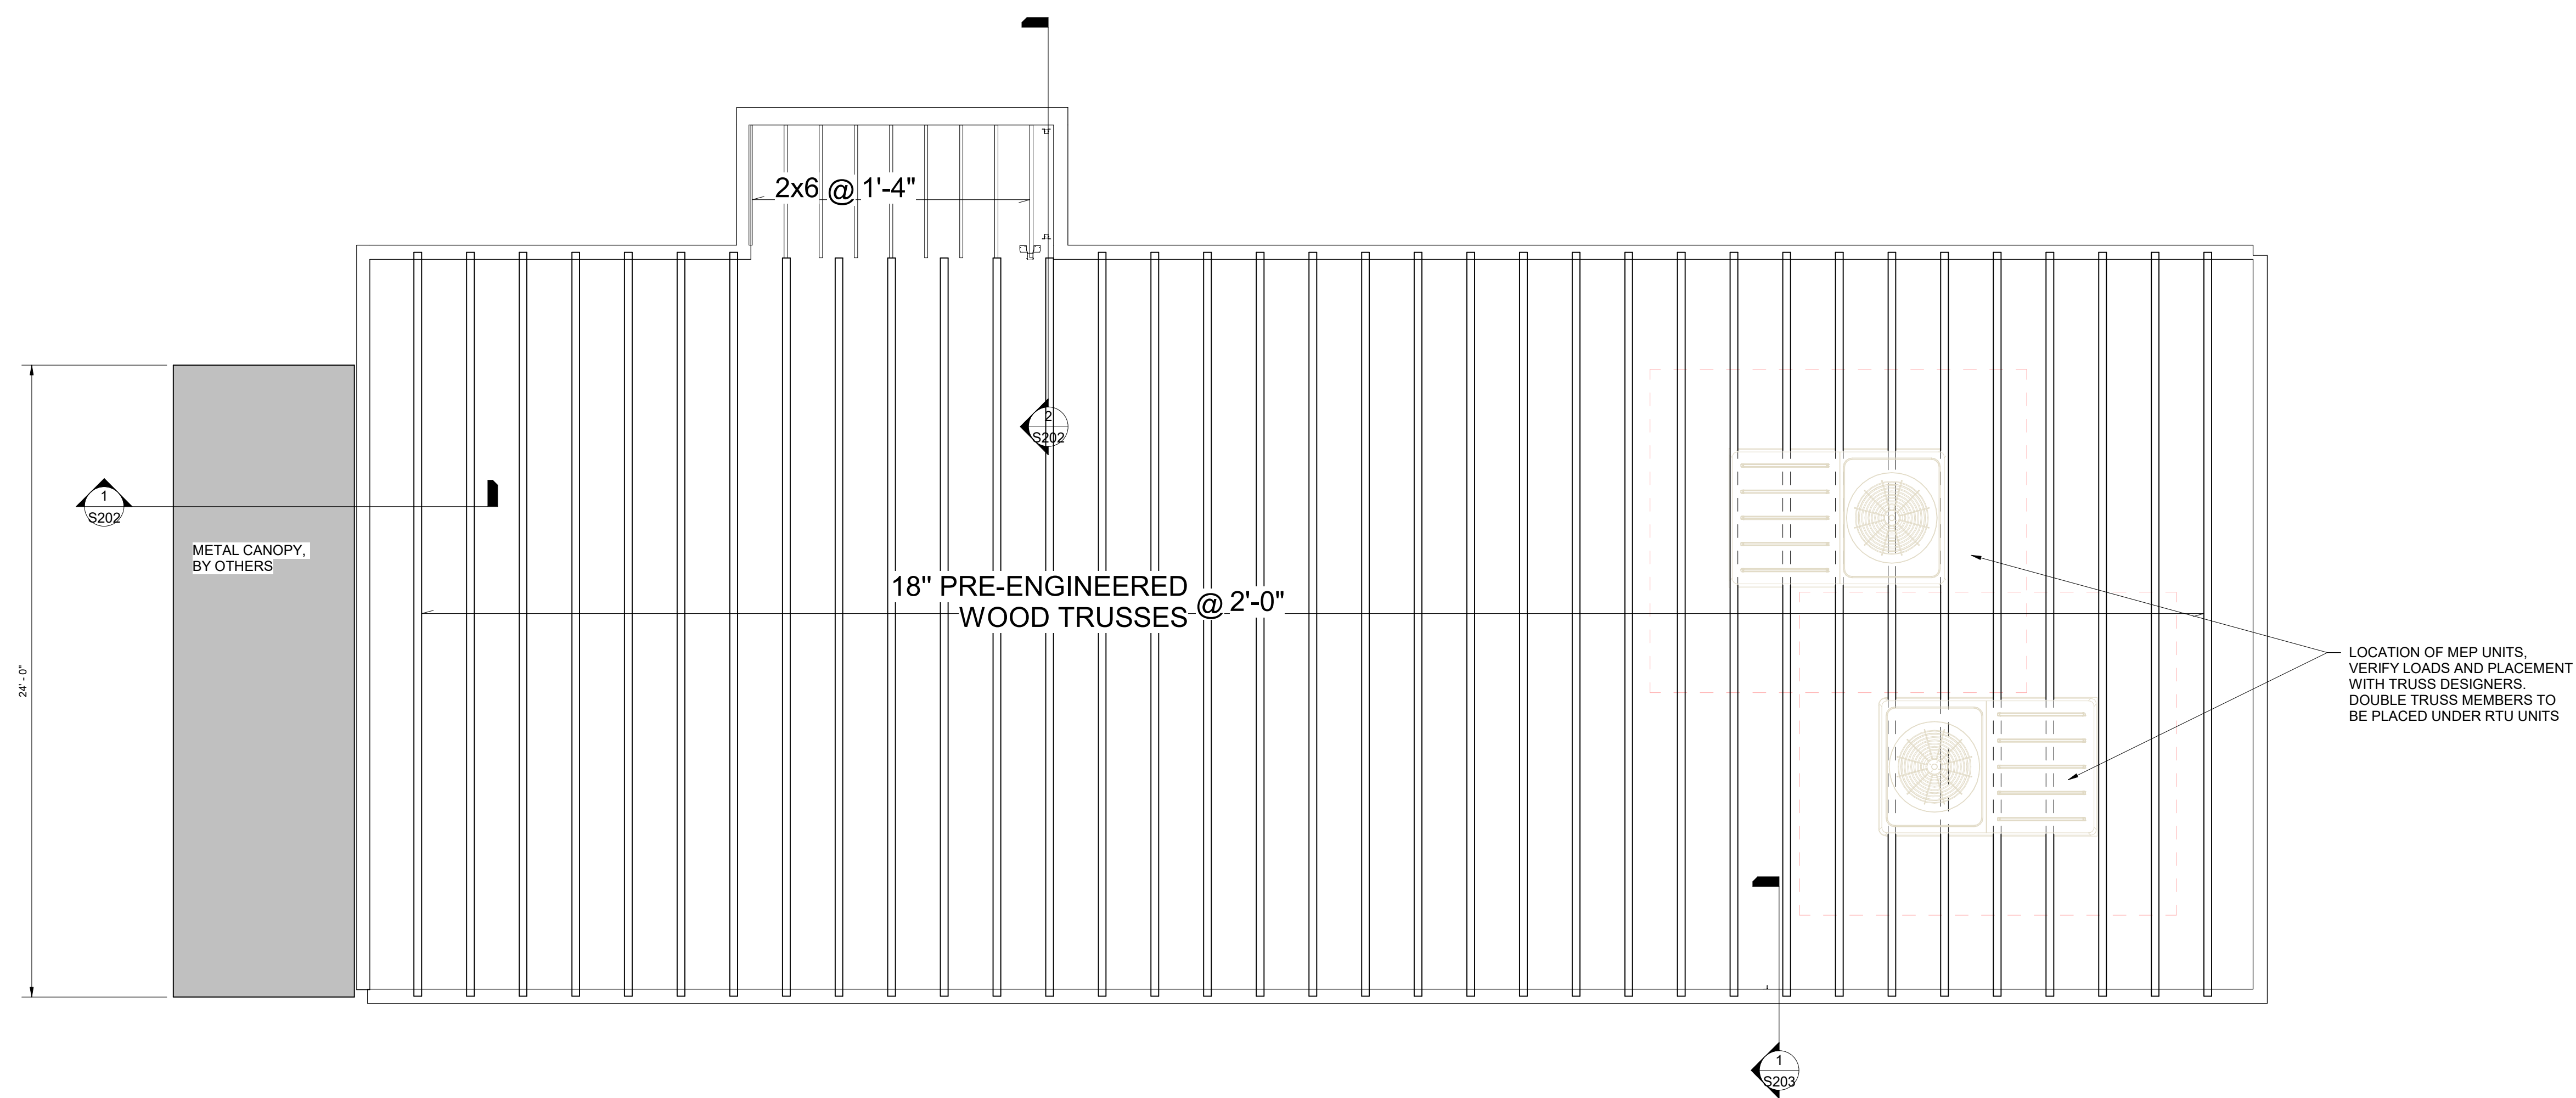 2x6 @ 1'-4"
2
S202
1
S202
METAL CANOPY,
BY OTHERS
18" PRE-ENGINEERED
WOOD TRUSSES @ 2'-0"
24' - 0"
LOCATION OF MEP UNITS,
VERIFY LOADS AND PLACEMENT
WITH TRUSS DESIGNERS.
DOUBLE TRUSS MEMBERS TO
BE PLACED UNDER RTU UNITS
1
S203